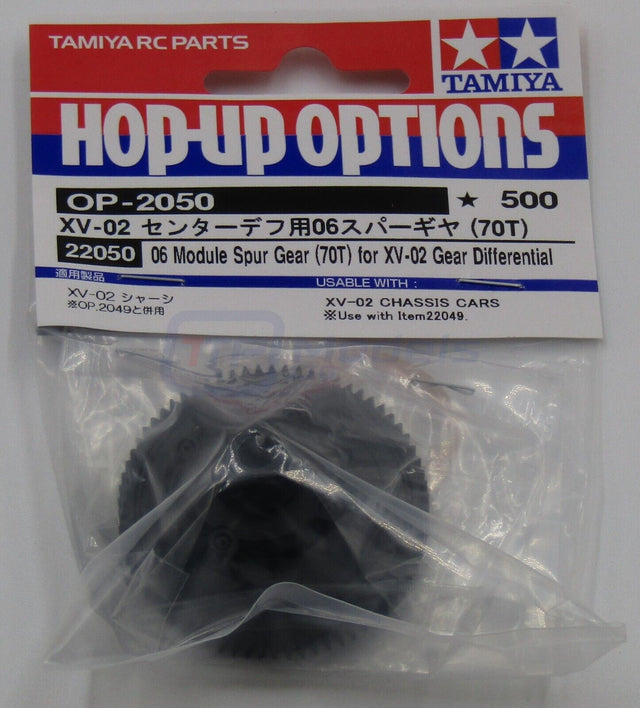 TAMIYA RC PARTS
TAMIYA
HOP-UP OPTIONS
OP-2050 ★ 500
XV-02 センターデフ用06スパーギヤ (70T)
22050 06 Module Spur Gear (70T) for XV-02 Gear Differential
適用製品
XV-02 シャーシ
※OP.2049と併用
USABLE WITH :
XV-02 CHASSIS CARS
※Use with Item22049.